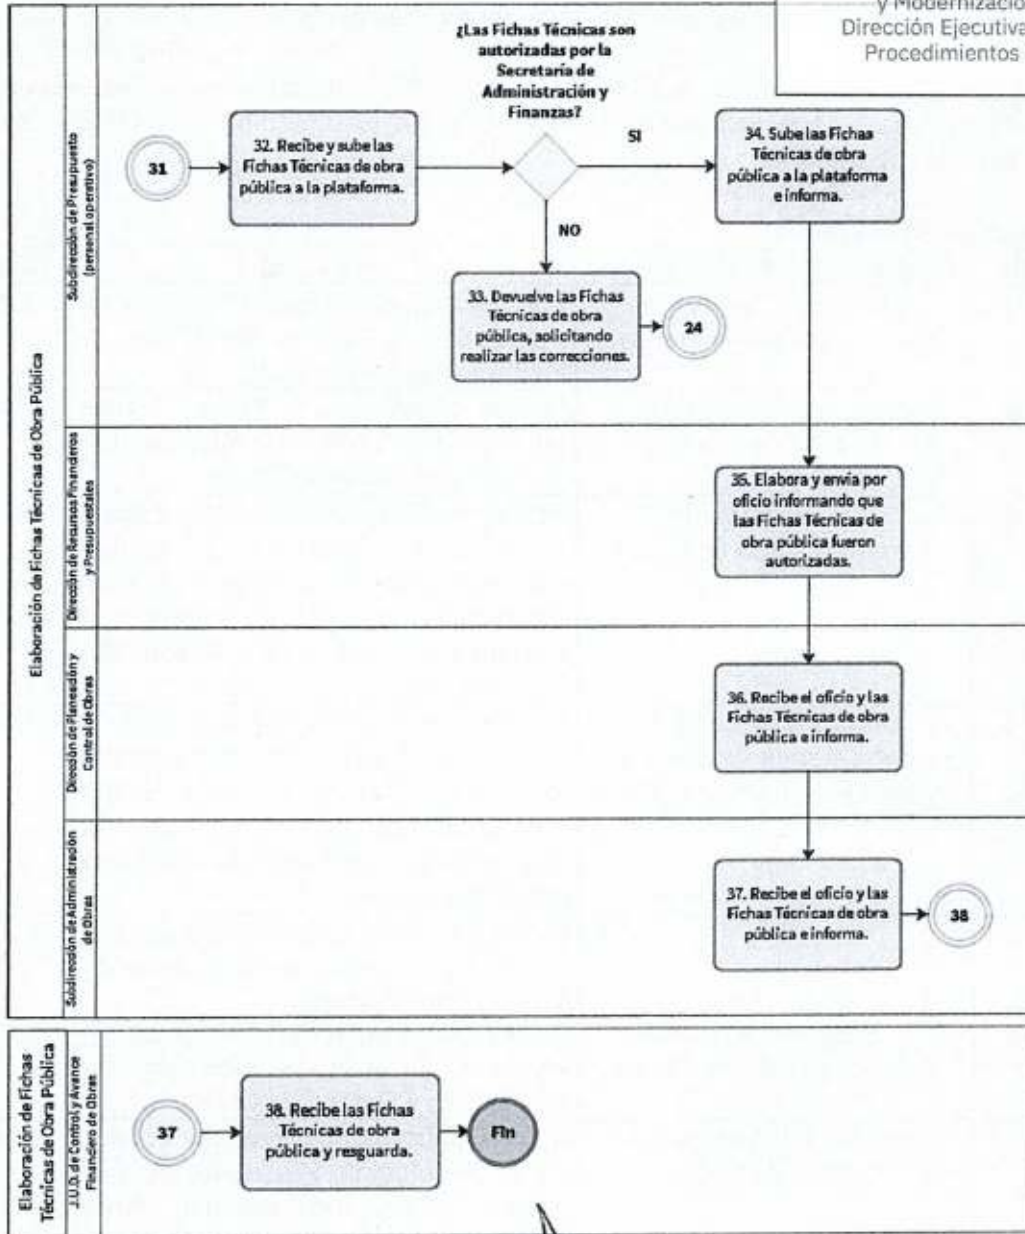 y Modernizació
Dirección Ejecutiva
Procedimientos
Elaboración de Fichas Técnicas de Obra Pública
Subdirección de Presupuesto
(personal operativo)
¿Las Fichas Técnicas son
autorizadas por la
Secretaría de
Administración y
Finanzas?
31
32. Recibe y sube las
Fichas Técnicas de obra
pública a la plataforma.
SI
34. Sube las Fichas
Técnicas de obra
pública a la plataforma
e informa.
NO
33. Devuelve las Fichas
Técnicas de obra
pública, solicitando
realizar las correcciones.
24
Dirección de Recursos Financieros
y Presupuestales
35. Elabora y envia por
oficio informando que
las Fichas Técnicas de
obra pública fueron
autorizadas.
Dirección de Planeación y
Control de Obras
36. Recibe el oficio y las
Fichas Técnicas de obra
pública e informa.
Subdirección de Administración
de Obras
37. Recibe el oficio y las
Fichas Técnicas de obra
pública e informa.
38
Elaboración de Fichas
Técnicas de Obra Pública
J.U.D. de Control y Avance
Financiero de Obras
37
38. Recibe las Fichas
Técnicas de obra
pública y resguarda.
Fin